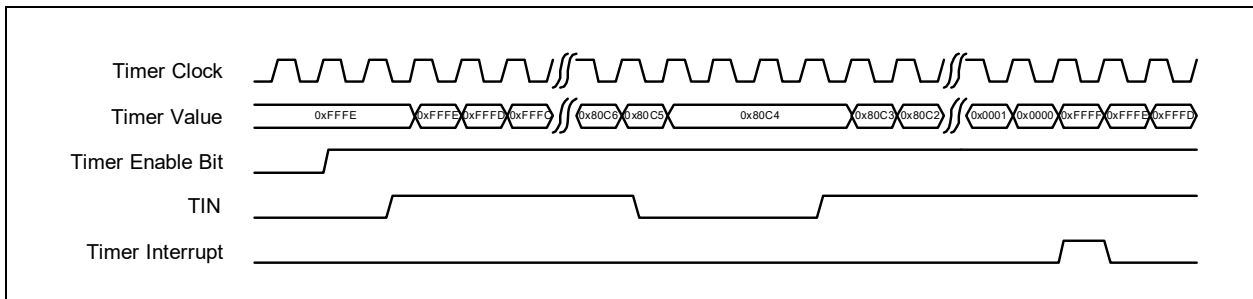 Timer Clock
Timer Value 0xFFFE 0xFFFE 0xFFFD 0xFFFC 0x80C6 0x80C5 0x80C4 0x80C3 0x80C2 0x0001 0x0000 0xFFFF 0xFFFE 0xFFFD
Timer Enable Bit
TIN
Timer Interrupt